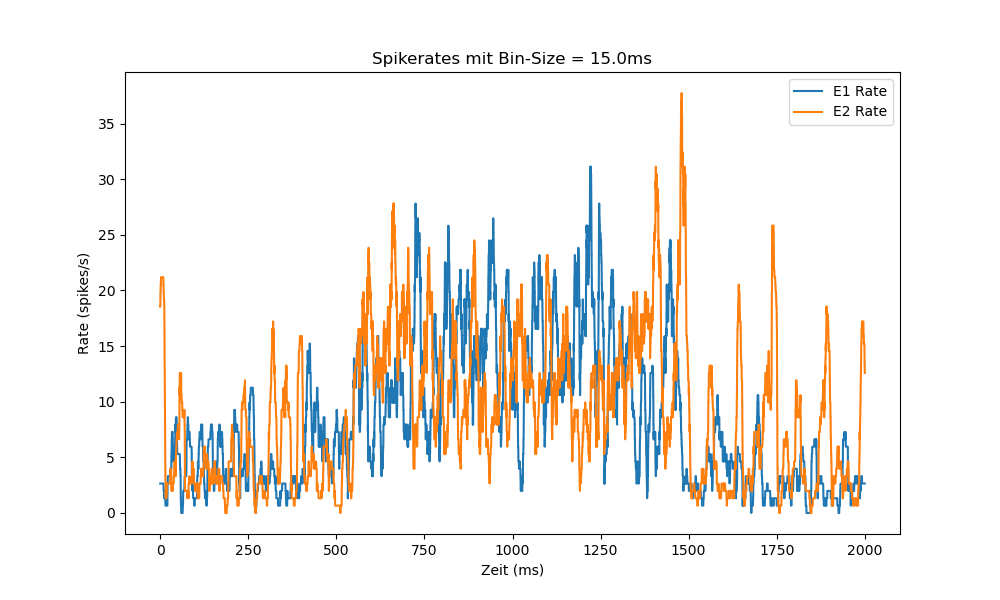 Spikerates mit Bin-Size = 15.0ms
E1 Rate
E2 Rate
Rate (spikes/s)
35
30
25
20
15
10
5
0
0 250 500 750 1000 1250 1500 1750 2000
Zeit (ms)